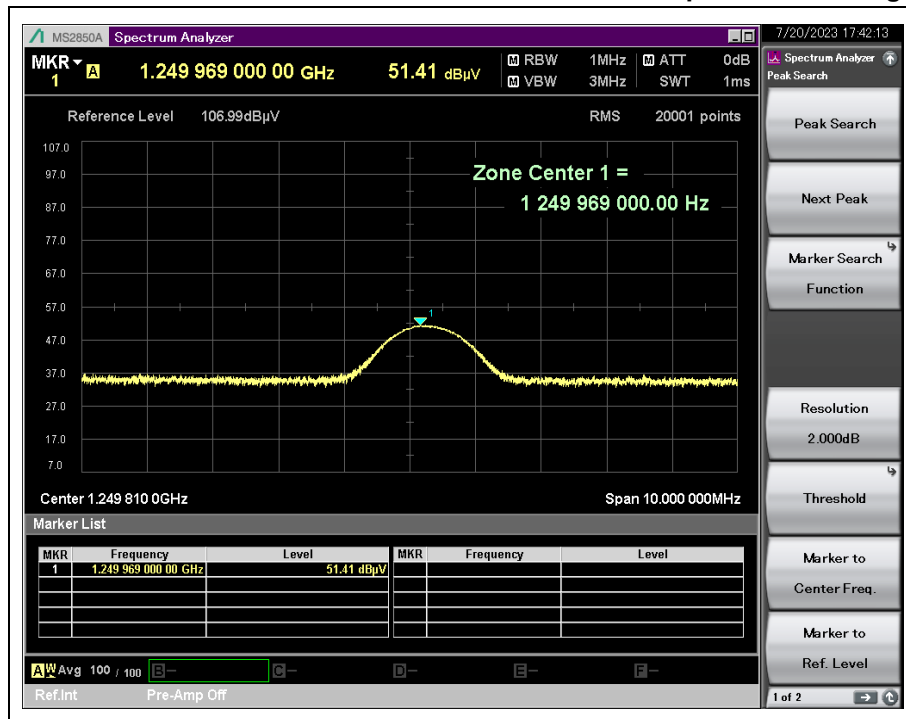 MS2850A Spectrum Analyzer
7/20/2023 17:42:13
MKR A 1.249 969 000 00 GHz 51.41 dBµV M RBW 1MHz M ATT 0dB
1 M VBW 3MHz SWT 1ms
Spectrum Analyzer
Peak Search
Reference Level 106.99dBµV RMS 20001 points
Peak Search
107.0
97.0
87.0
77.0
67.0
57.0
47.0
37.0
27.0
17.0
7.0
Zone Center 1 =
1 249 969 000.00 Hz
1
Next Peak
Marker Search
Function
Resolution
2.000dB
Center 1.249 810 0GHz Span 10.000 000MHz
Threshold
Marker List
MKR Frequency Level MKR Frequency Level
1 1.249 969 000 00 GHz 51.41 dBµV
Marker to
Center Freq.
Marker to
Ref. Level
A W Avg 100 / 100 B- C- D- E- F-
Ref.Int Pre-Amp Off
1 of 2